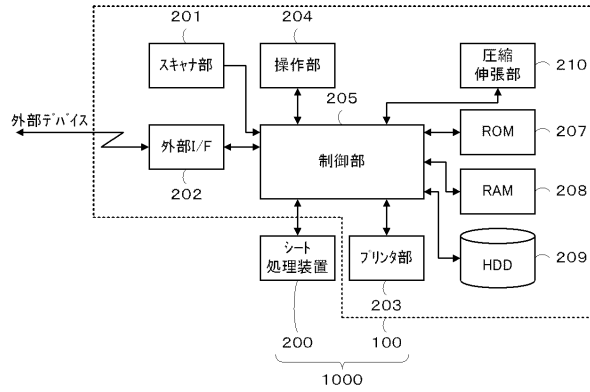 201
204
スキャナ部
操作部
圧縮
伸張部
210
205
外部デバイス
外部I/F
202
制御部
ROM
207
RAM
208
HDD
209
シート
処理装置
プリンタ部
203
200
100
1000